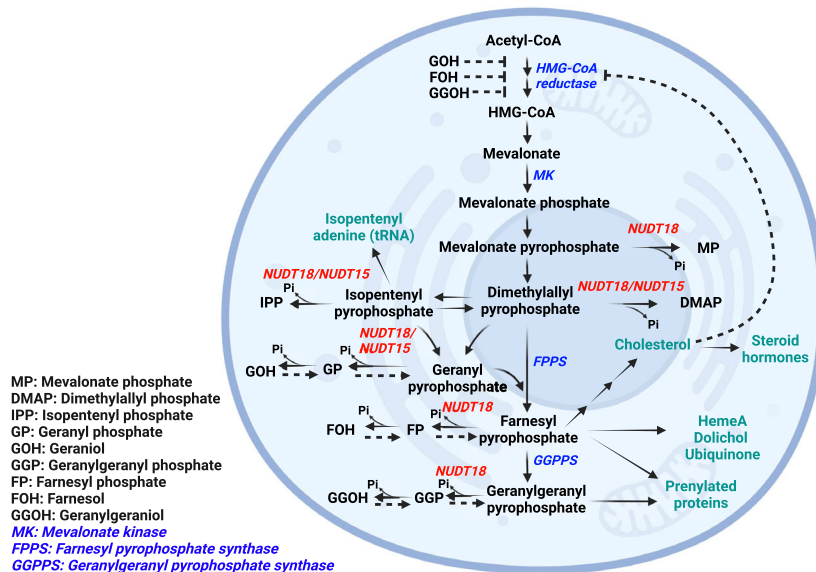 Acetyl-CoA
GOH
FOH
GGOH
HMG-CoA
reductase
HMG-CoA
Mevalonate
MK
Mevalonate phosphate
Isopentenyl
adenine (tRNA)
NUDT18
Mevalonate pyrophosphate
MP
Pi
NUDT18/NUDT15
Pi
IPP
Isopentenyl
pyrophosphate
Dimethylallyl
pyrophosphate
NUDT18/NUDT15
DMAP
Pi
NUDT18/
NUDT15
Cholesterol
Steroid
hormones
Pi
Pi
GOH
GP
Geranyl
pyrophosphate
FPPS
NUDT18
Pi
Pi
FOH
FP
Farnesyl
pyrophosphate
HemeA
Dolichol
Ubiquinone
GGPPS
NUDT18
Pi
Pi
GGOH
GGP
Geranylgeranyl
pyrophosphate
Prenylated
proteins
MP: Mevalonate phosphate
DMAP: Dimethylallyl phosphate
IPP: Isopentenyl phosphate
GP: Geranyl phosphate
GOH: Geraniol
GGP: Geranylgeranyl phosphate
FP: Farnesyl phosphate
FOH: Farnesol
GGOH: Geranylgeraniol
MK: Mevalonate kinase
FPPS: Farnesyl pyrophosphate synthase
GGPPS: Geranylgeranyl pyrophosphate synthase